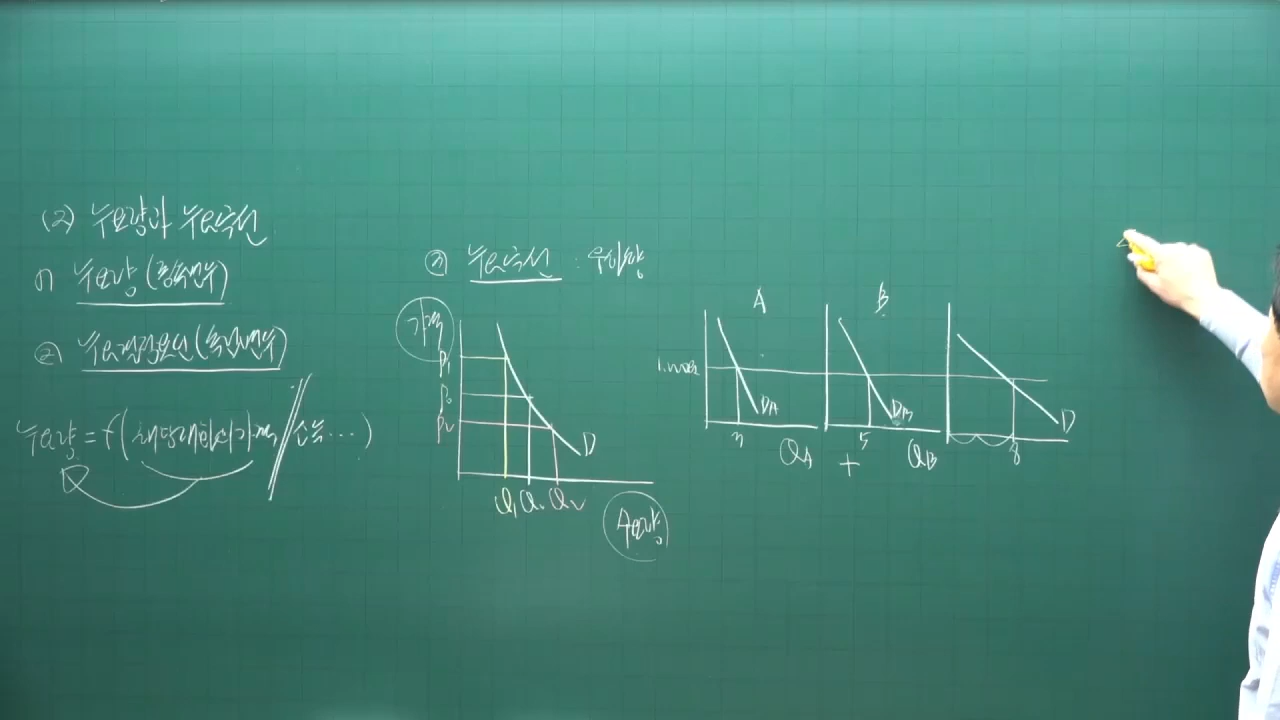 (2) 수요량과 수요곡선
(1) 수요량(종속변수)
② 수요결정요인(독립변수)
수요량 = f( 해당재화의가격 / 소득 ... )
③ 수요곡선 : 우하향
가격
P₁
P₀
P₂
D
Q₁ Q₀ Q₂
수요량
A B
1,000
DA DB D
3 5 8
QA + QB